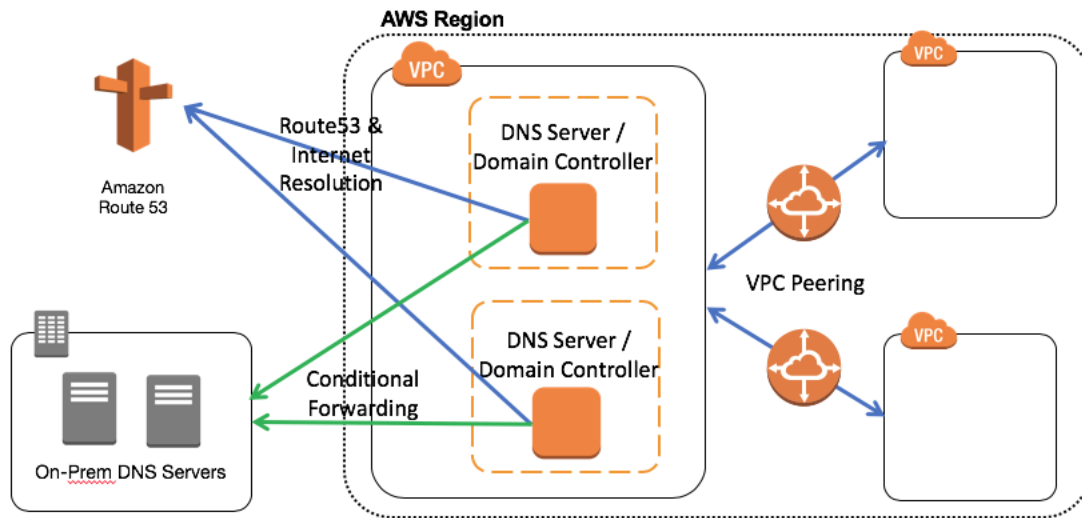 AWS Region
VPC
VPC
Route53 &
Internet
Resolution
DNS Server /
Domain Controller
Amazon
Route 53
VPC Peering
VPC
DNS Server /
Domain Controller
Conditional
Forwarding
On-Prem DNS Servers